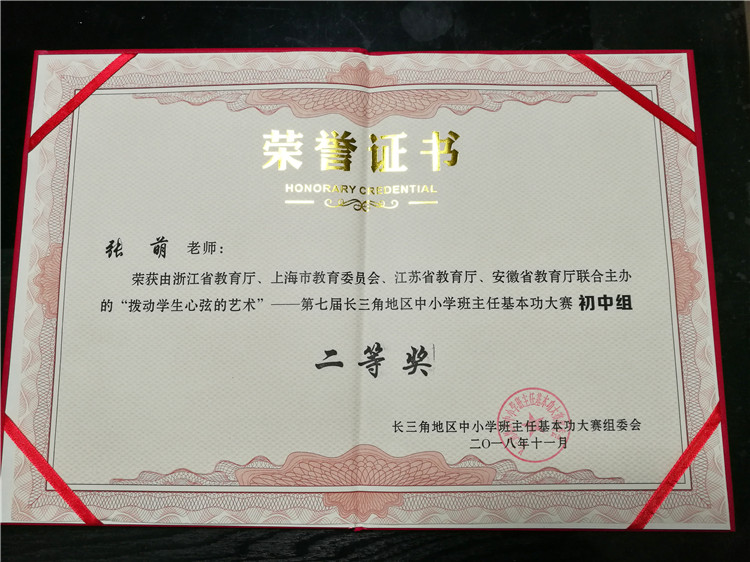 荣誉证书
HONORARY CREDENTIAL
张萌 老师：
荣获由浙江省教育厅、上海市教育委员会、江苏省教育厅、安徽省教育厅联合主办
的“拨动学生心弦的艺术”——第七届长三角地区中小学班主任基本功大赛 初中组
二等奖
长三角地区中小学班主任基本功大赛组委会
二〇一八年十一月